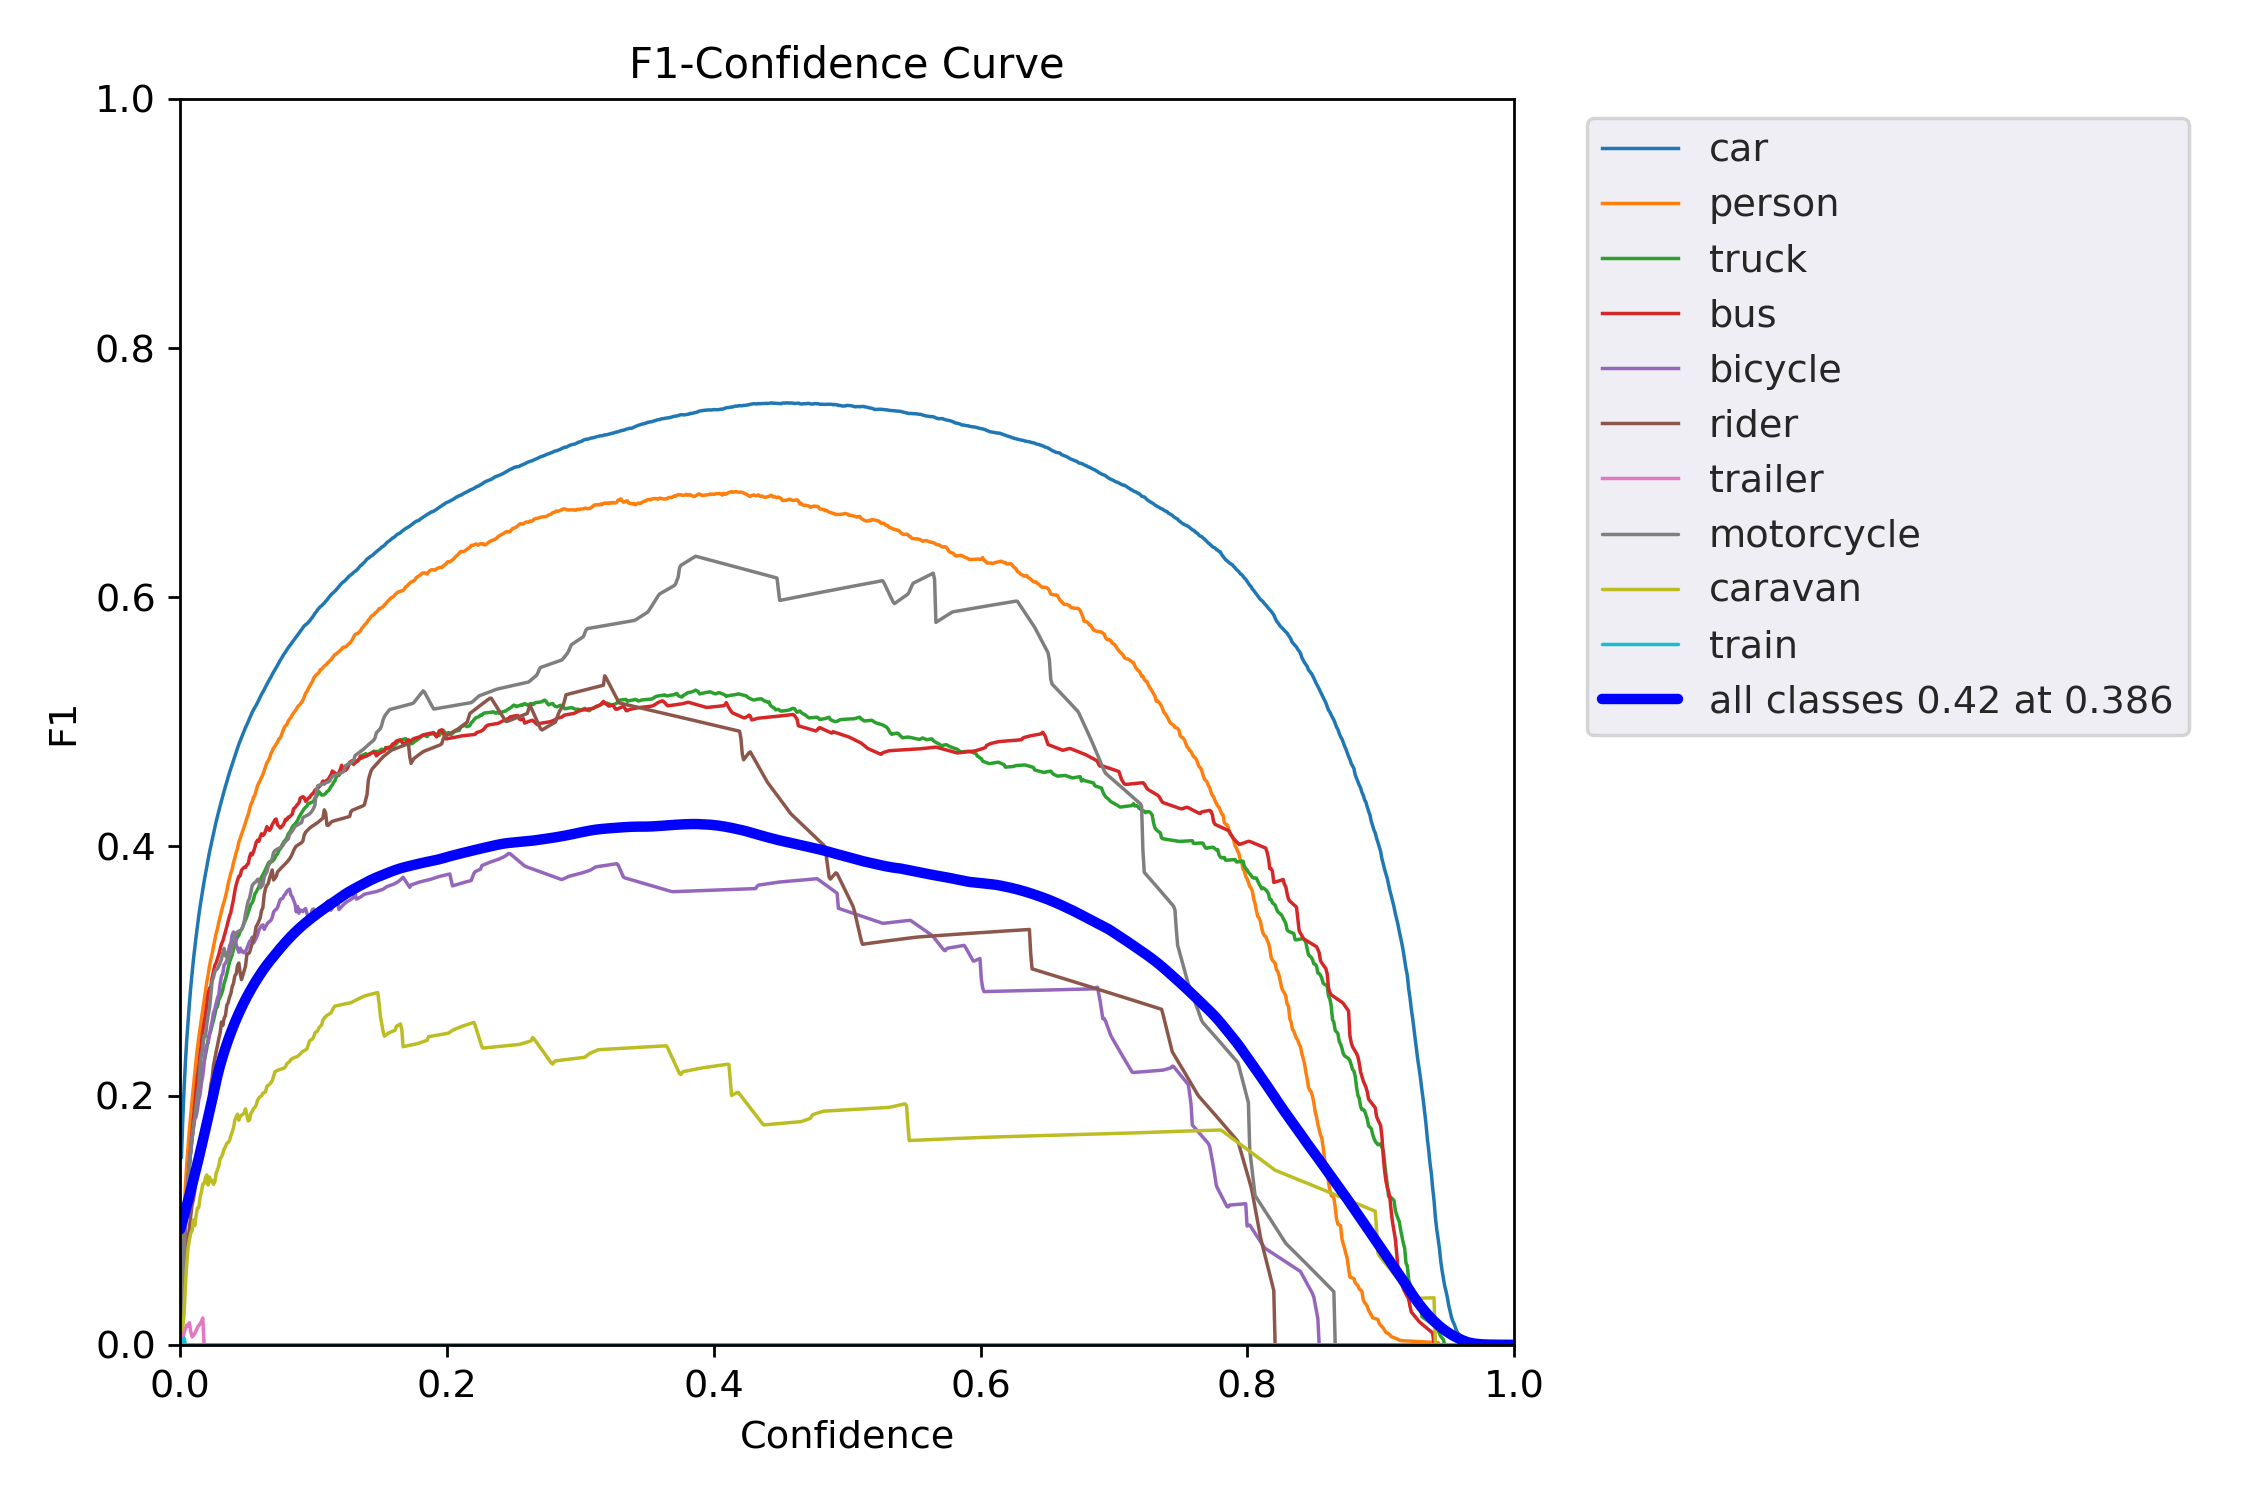 F1-Confidence Curve
1.0
0.8
0.6
0.4
0.2
0.0
F1
0.0 0.2 0.4 0.6 0.8 1.0
Confidence
car
person
truck
bus
bicycle
rider
trailer
motorcycle
caravan
train
all classes 0.42 at 0.386